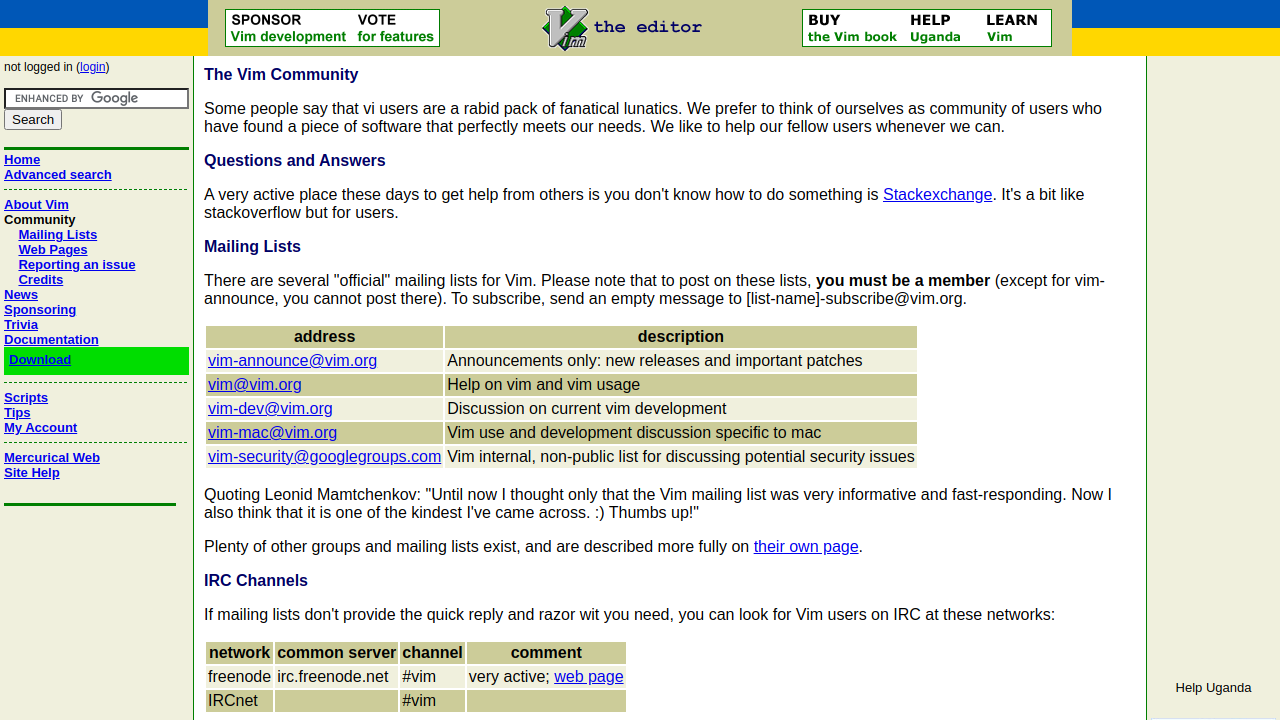 SPONSOR VOTE
Vim development for features
Vim the editor
BUY HELP LEARN
the Vim book Uganda Vim
not logged in (login)
ENHANCED BY Google
Search
Home
Advanced search
About Vim
Community
Mailing Lists
Web Pages
Reporting an issue
Credits
News
Sponsoring
Trivia
Documentation
Download
Scripts
Tips
My Account
Mercurical Web
Site Help
The Vim Community
Some people say that vi users are a rabid pack of fanatical lunatics. We prefer to think of ourselves as community of users who
have found a piece of software that perfectly meets our needs. We like to help our fellow users whenever we can.
Questions and Answers
A very active place these days to get help from others is you don't know how to do something is Stackexchange. It's a bit like
stackoverflow but for users.
Mailing Lists
There are several "official" mailing lists for Vim. Please note that to post on these lists, you must be a member (except for vim-
announce, you cannot post there). To subscribe, send an empty message to [list-name]-subscribe@vim.org.
address description
vim-announce@vim.org Announcements only: new releases and important patches
vim@vim.org Help on vim and vim usage
vim-dev@vim.org Discussion on current vim development
vim-mac@vim.org Vim use and development discussion specific to mac
vim-security@googlegroups.com Vim internal, non-public list for discussing potential security issues
Quoting Leonid Mamtchenkov: "Until now I thought only that the Vim mailing list was very informative and fast-responding. Now I
also think that it is one of the kindest I've came across. :) Thumbs up!"
Plenty of other groups and mailing lists exist, and are described more fully on their own page.
IRC Channels
If mailing lists don't provide the quick reply and razor wit you need, you can look for Vim users on IRC at these networks:
network common server channel comment
freenode irc.freenode.net #vim very active; web page
IRCnet #vim
Help Uganda